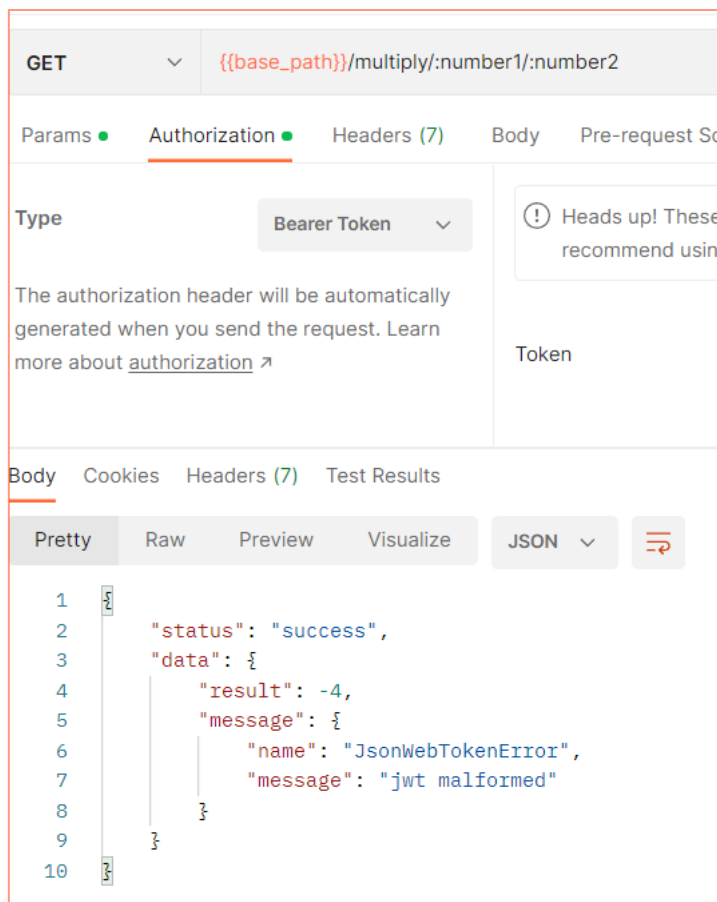 GET {{base_path}}/multiply/:number1/:number2
Params Authorization Headers (7) Body Pre-request Sc
Type Bearer Token
Heads up! These
recommend usin
The authorization header will be automatically
generated when you send the request. Learn
more about authorization ↗
Token
Body Cookies Headers (7) Test Results
Pretty Raw Preview Visualize JSON
1 {
2 "status": "success",
3 "data": {
4 "result": -4,
5 "message": {
6 "name": "JsonWebTokenError",
7 "message": "jwt malformed"
8 }
9 }
10 }